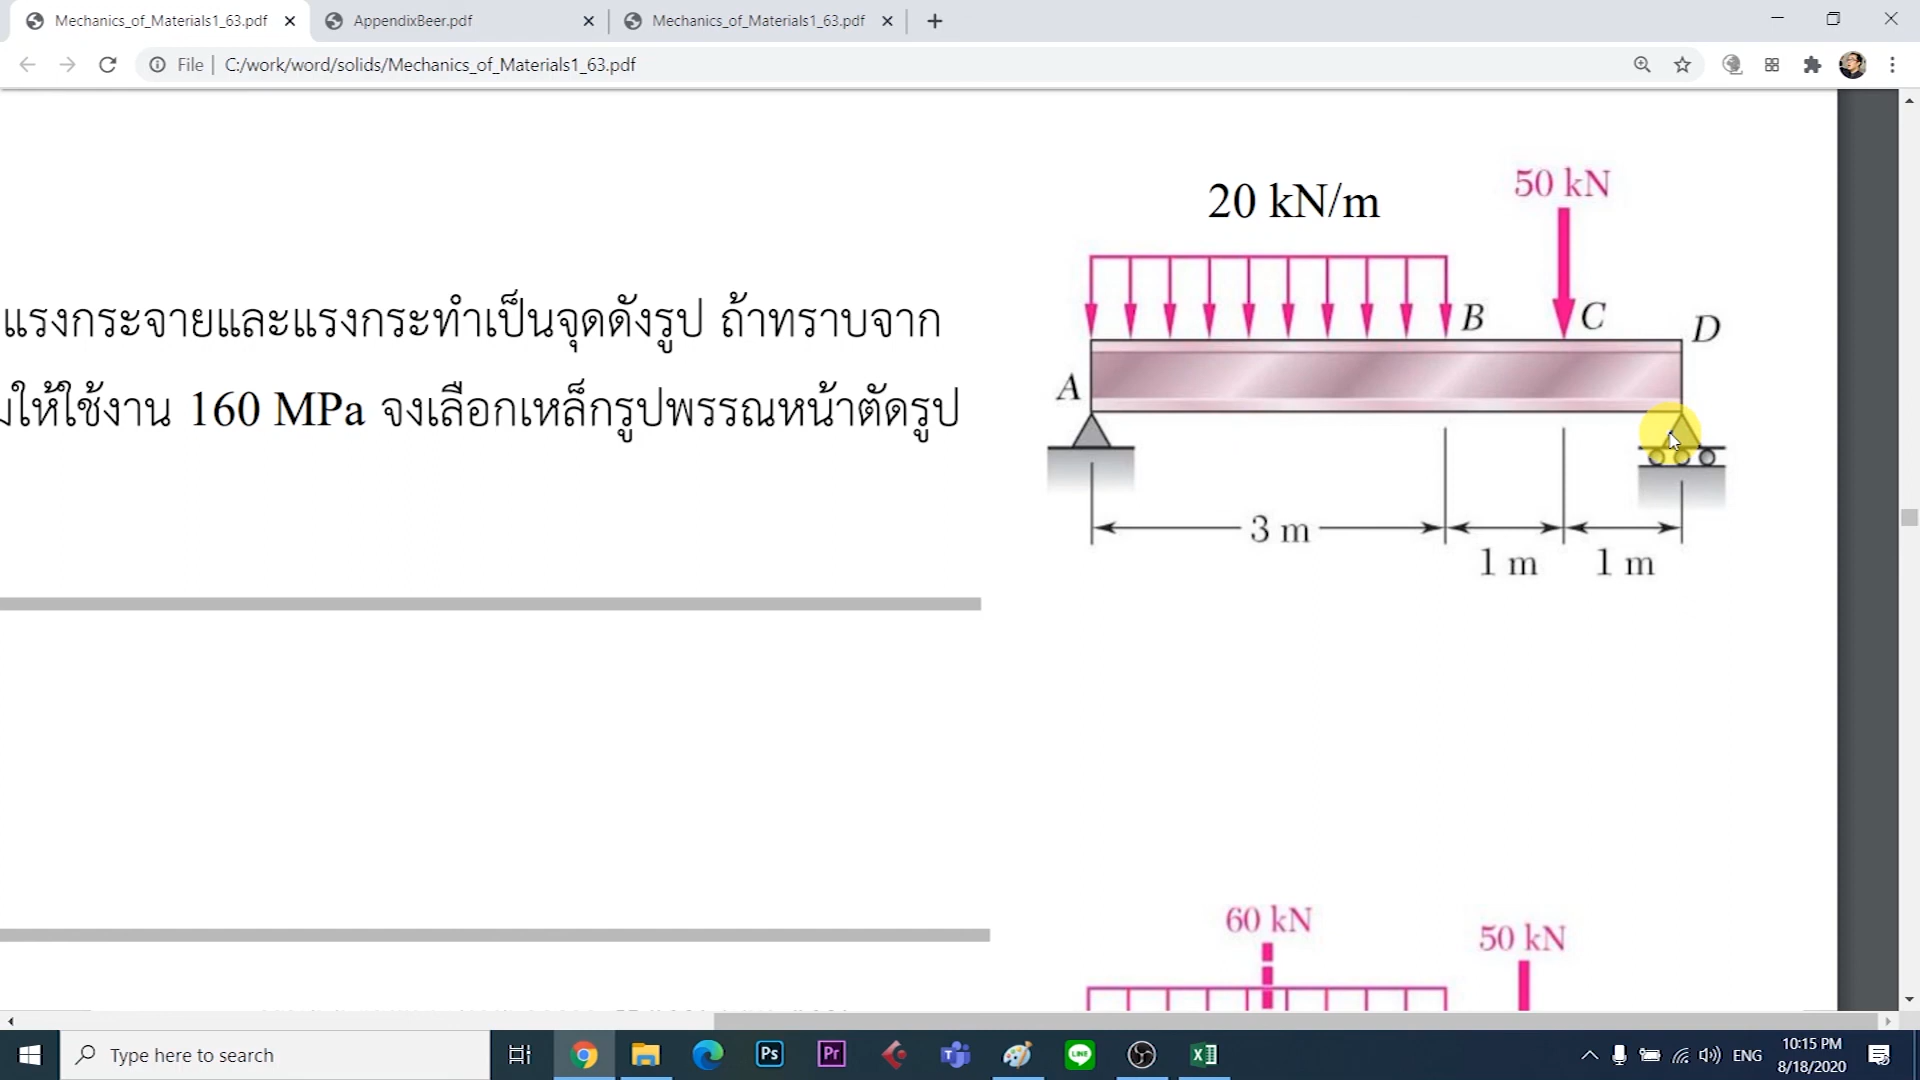 Mechanics_of_Materials1_63.pdf
AppendixBeer.pdf
Mechanics_of_Materials1_63.pdf
File
C:/work/word/solids/Mechanics_of_Materials1_63.pdf
20 kN/m
50 kN
B
C
D
A
แรงกระจายและแรงกระทำเป็นจุดดังรูป ถ้าทราบจาก
ให้ใช้งาน 160 MPa จงเลือกเหล็กรูปพรรณหน้าตัดรูป
3 m
1 m
1 m
60 kN
50 kN
Type here to search
Ps
Pr
LINE
ENG
10:15 PM
8/18/2020